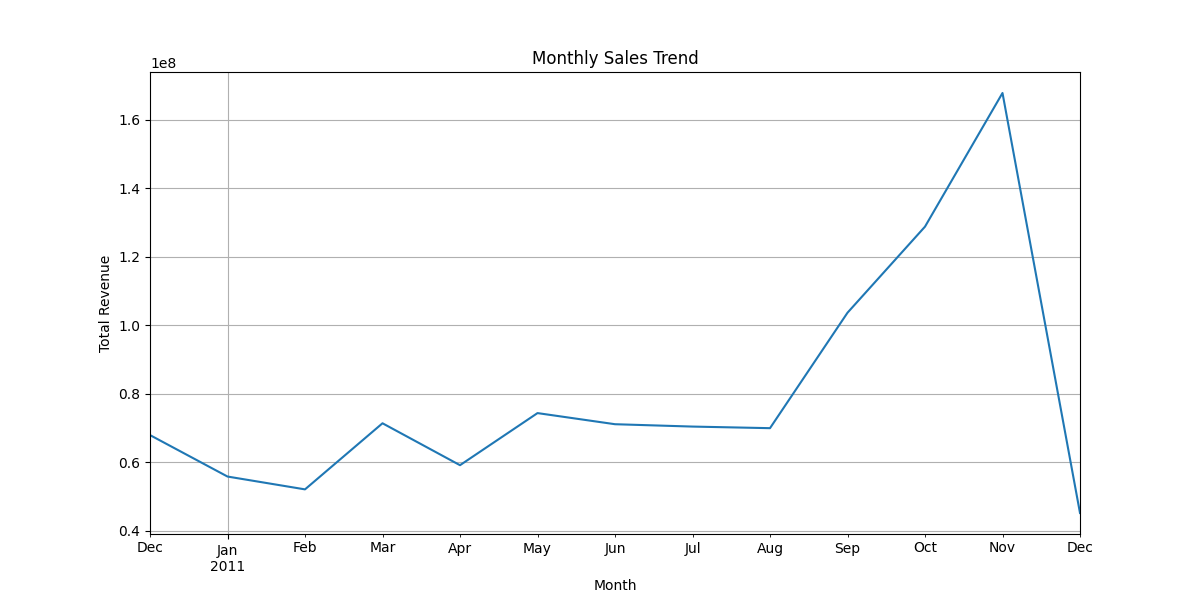 Monthly Sales Trend
1e8
1.6
1.4
1.2
1.0
0.8
0.6
0.4
Total Revenue
Dec Jan Feb Mar Apr May Jun Jul Aug Sep Oct Nov Dec
2011
Month